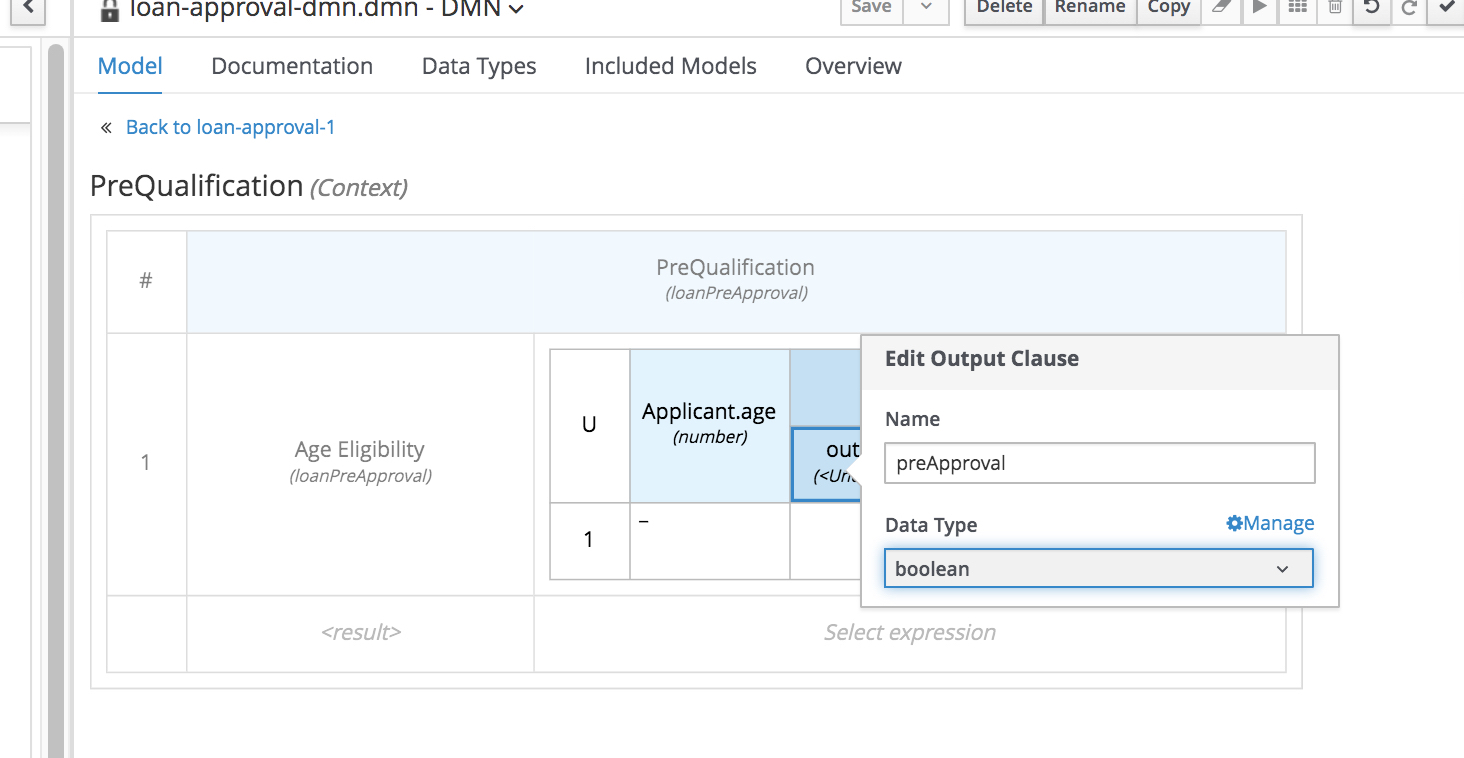 loan-approval-dmn.dmn - DMN
Save Delete Rename Copy
Model Documentation Data Types Included Models Overview
« Back to loan-approval-1
PreQualification (Context)
# PreQualification
(loanPreApproval)
1 Age Eligibility
(loanPreApproval)
U Applicant.age
(number)
out
1 –
Edit Output Clause
Name
preApproval
Data Type Manage
boolean
<result> Select expression